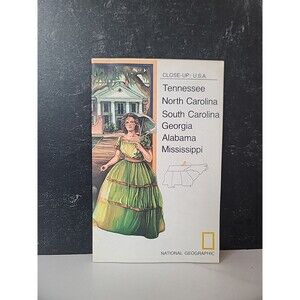 CLOSE-UP: U.S.A.
Tennessee
North Carolina
South Carolina
Georgia
Alabama
Mississippi
NATIONAL GEOGRAPHIC